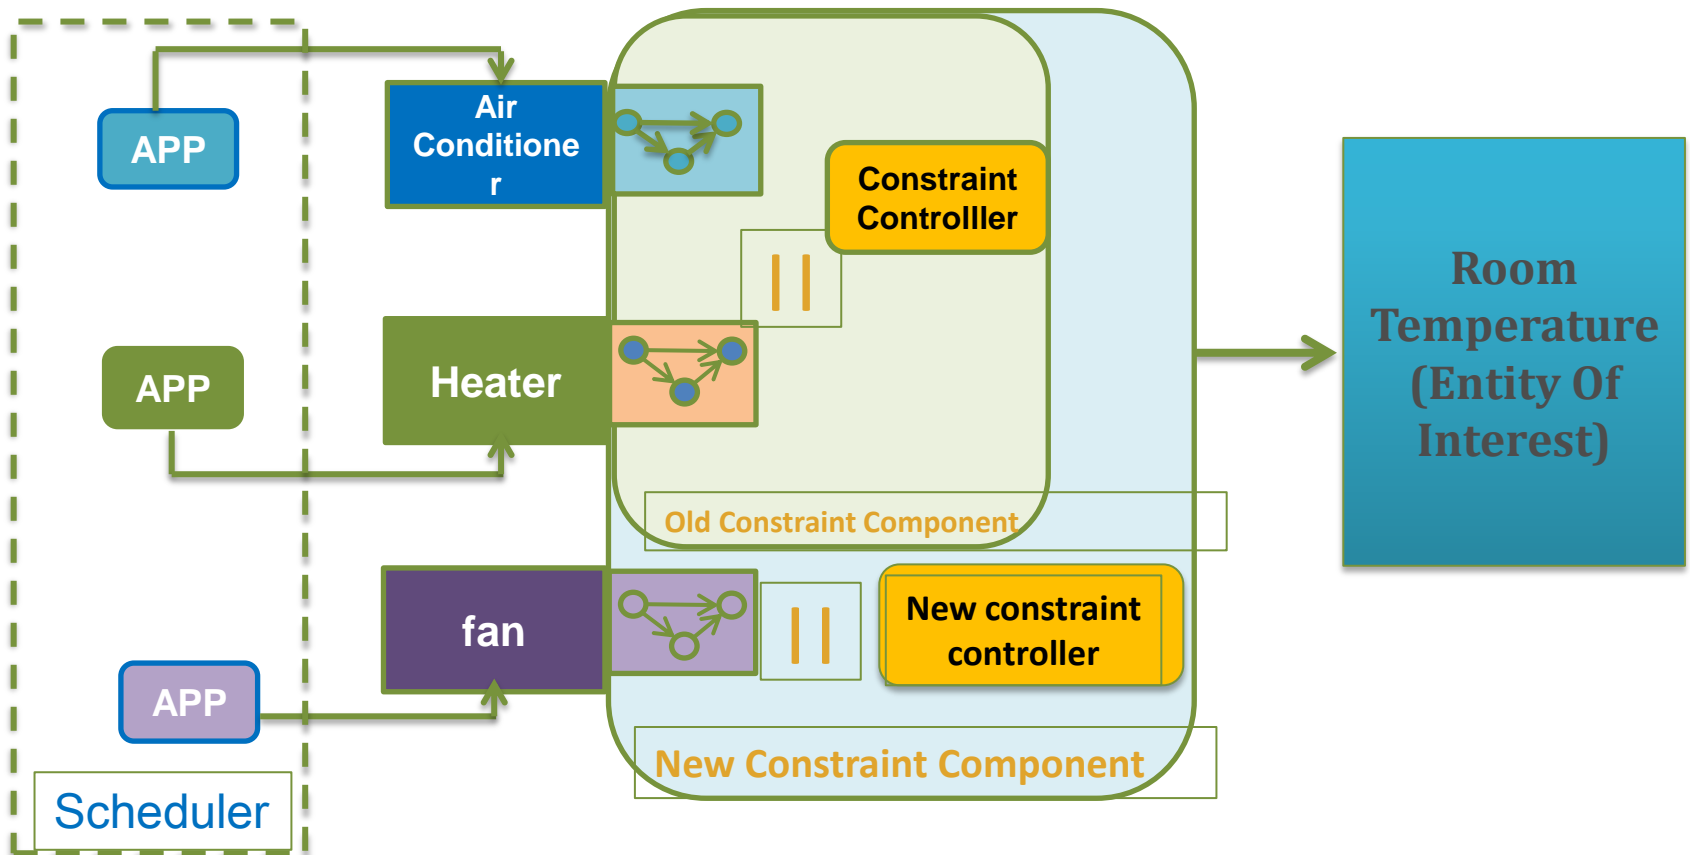 APP
Air
Conditione
r
Constraint
Controlller
||
APP
Heater
Room
Temperature
(Entity Of
Interest)
Old Constraint Component
APP
fan
||
New constraint
controller
New Constraint Component
Scheduler